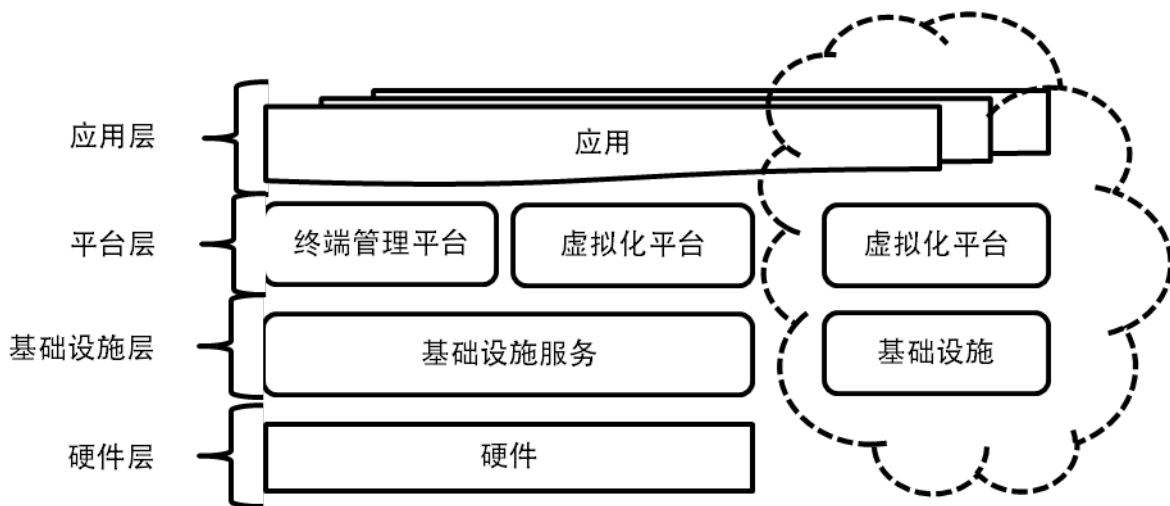 应用层
应用
平台层
终端管理平台
虚拟化平台
虚拟化平台
基础设施层
基础设施服务
基础设施
硬件层
硬件